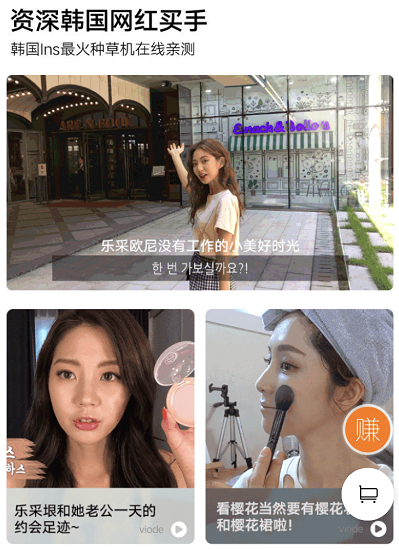 资深韩国网红买手
韩国Ins最火种草机在线亲测
乐采欧尼没有工作的小美好时光
한 번 가보실까요?!
乐采垠和她老公一天的
约会足迹~
viode
看樱花当然要有樱花
和樱花裙啦!
viode
赚